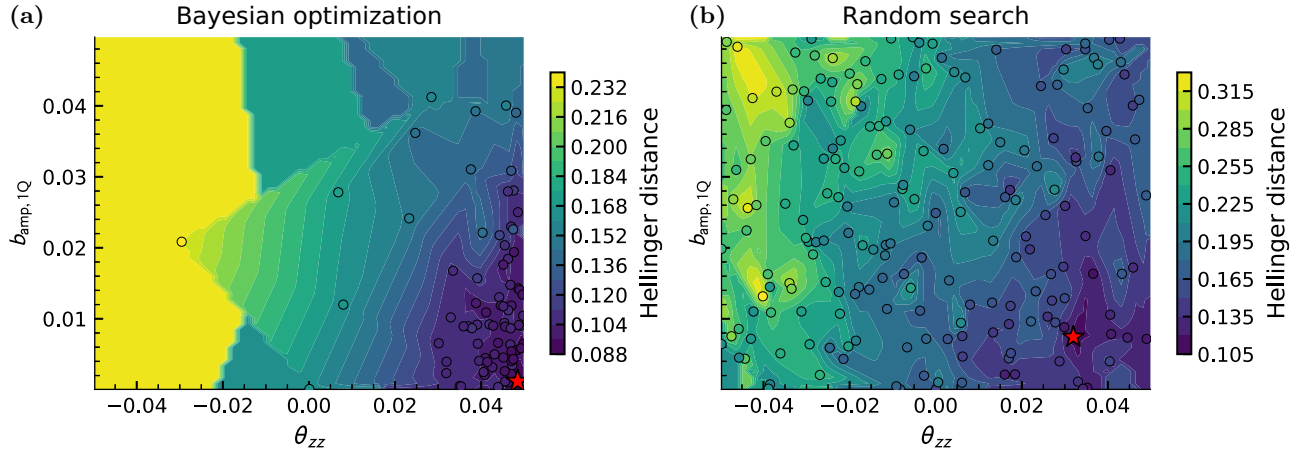 (a) Bayesian optimization
b_amp, 1Q
0.04
0.03
0.02
0.01
−0.04 −0.02 0.00 0.02 0.04
θ_zz
0.232
0.216
0.200
0.184
0.168
0.152
0.136
0.120
0.104
0.088
Hellinger distance
(b) Random search
b_amp, 1Q
−0.04 −0.02 0.00 0.02 0.04
θ_zz
0.315
0.285
0.255
0.225
0.195
0.165
0.135
0.105
Hellinger distance